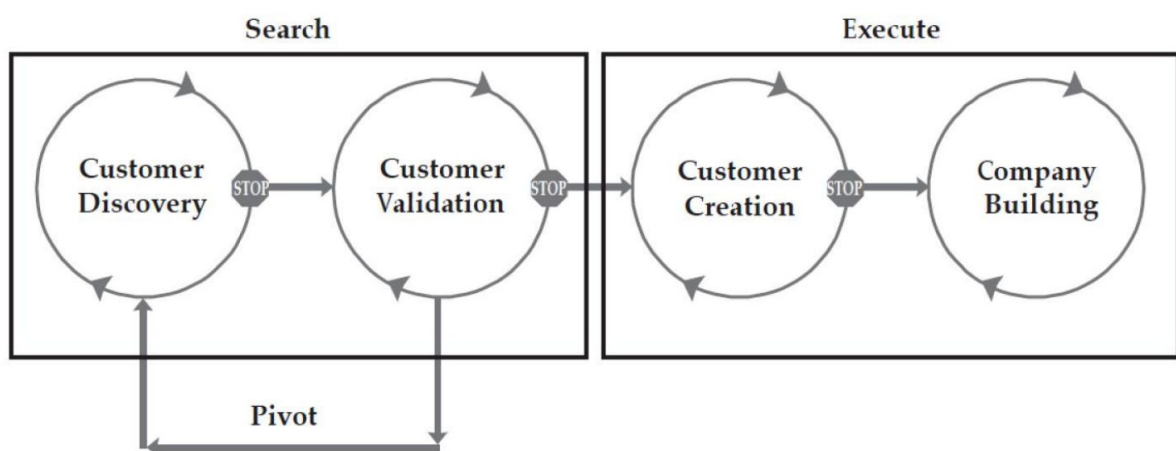 Search
Execute
Customer
Discovery
STOP
Customer
Validation
STOP
Customer
Creation
STOP
Company
Building
Pivot